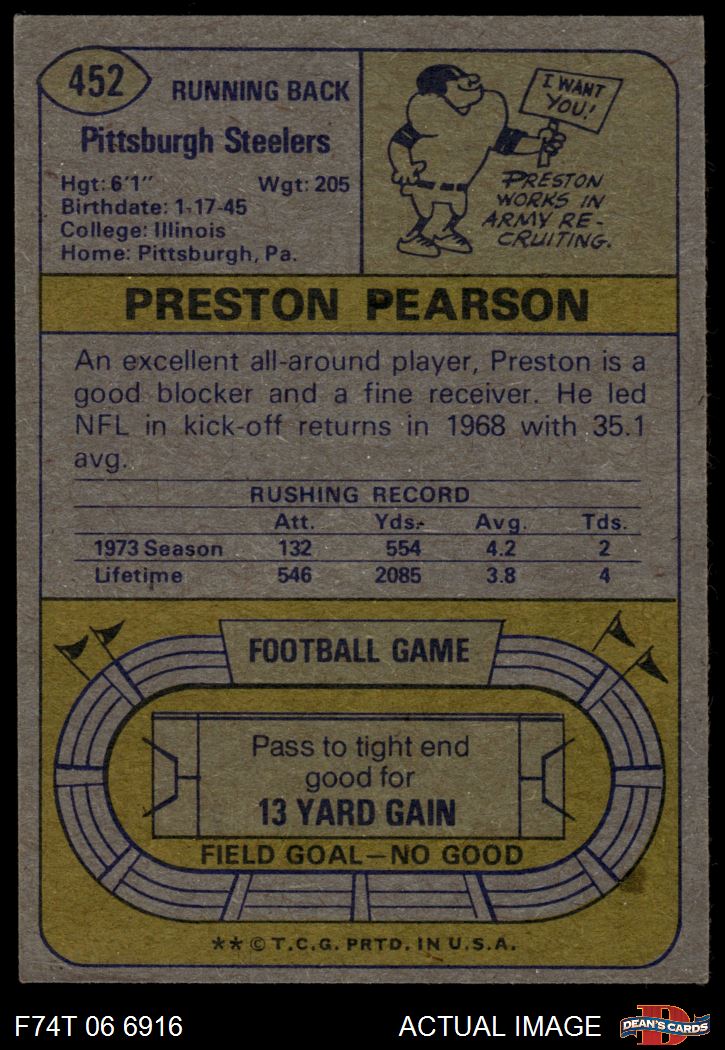 452
RUNNING BACK
Pittsburgh Steelers
Hgt: 6'1" Wgt: 205
Birthdate: 1-17-45
College: Illinois
Home: Pittsburgh, Pa.
I WANT
YOU!
PRESTON
WORKS IN
ARMY RE-
CRUITING.
PRESTON PEARSON
An excellent all-around player, Preston is a
good blocker and a fine receiver. He led
NFL in kick-off returns in 1968 with 35.1
avg.
RUSHING RECORD
Att. Yds. Avg. Tds.
1973 Season 132 554 4.2 2
Lifetime 546 2085 3.8 4
FOOTBALL GAME
Pass to tight end
good for
13 YARD GAIN
FIELD GOAL—NO GOOD
** © T.C.G. PRTD. IN U.S.A.
F74T 06 6916 ACTUAL IMAGE
D
DEAN'S CARDS